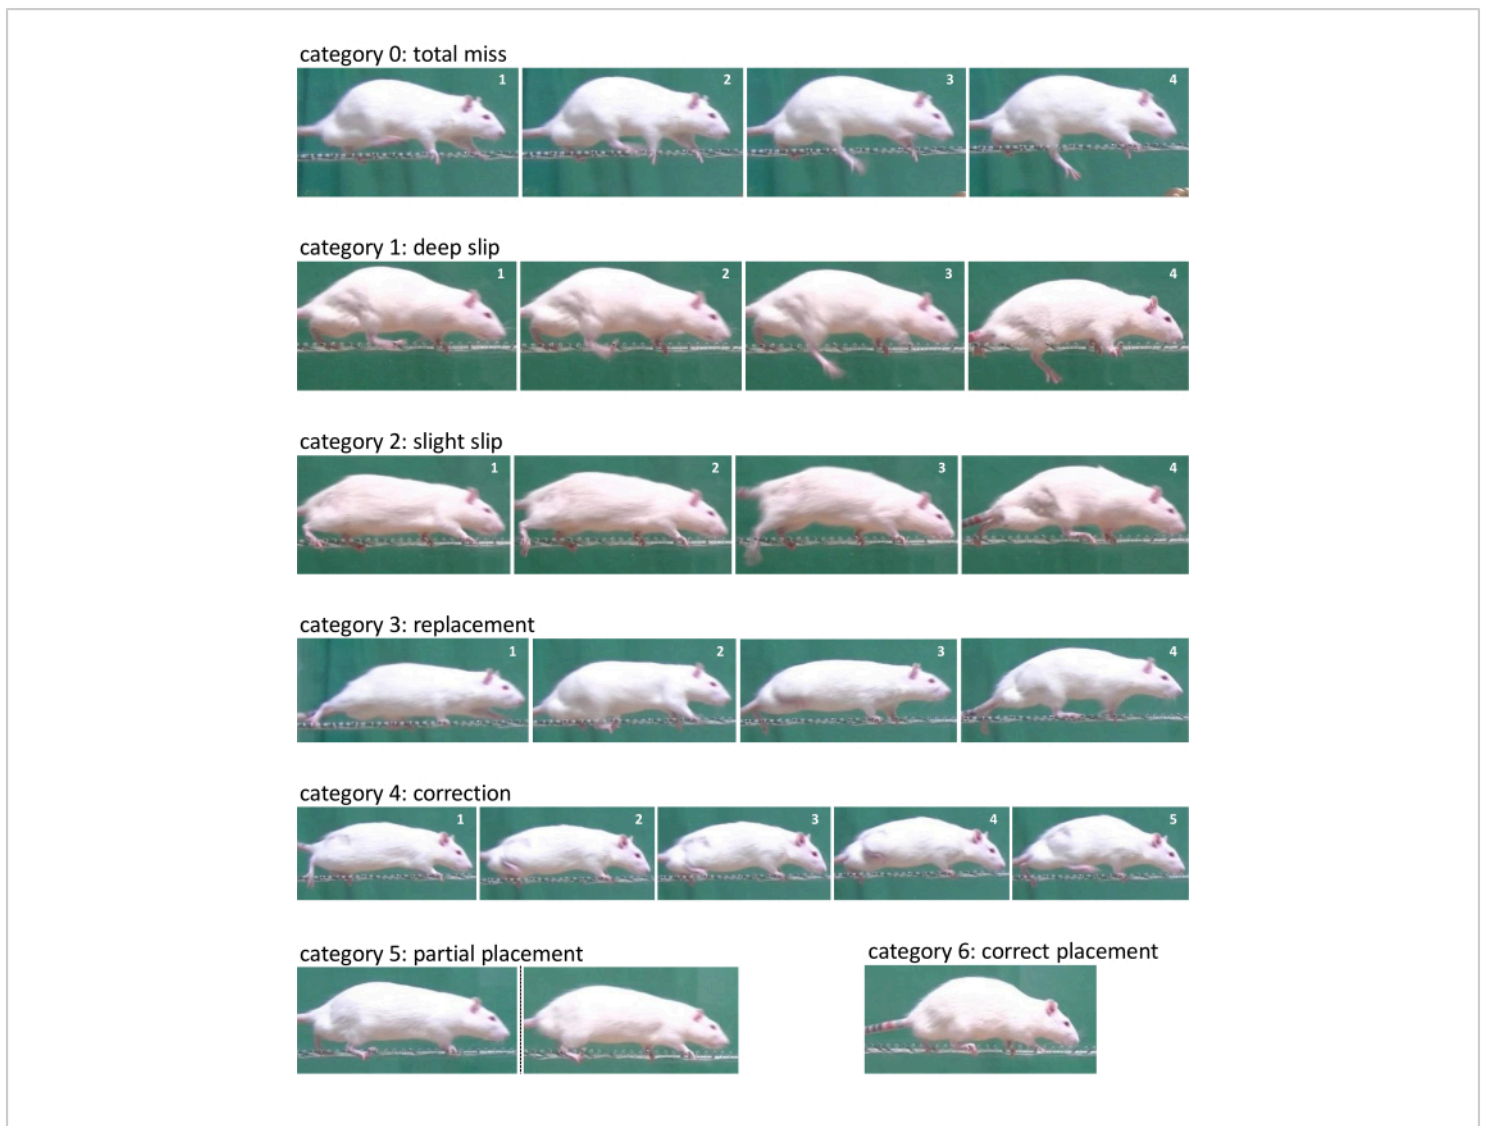 category 0: total miss
1 2 3 4
category 1: deep slip
1 2 3 4
category 2: slight slip
1 2 3 4
category 3: replacement
1 2 3 4
category 4: correction
1 2 3 4 5
category 5: partial placement
category 6: correct placement